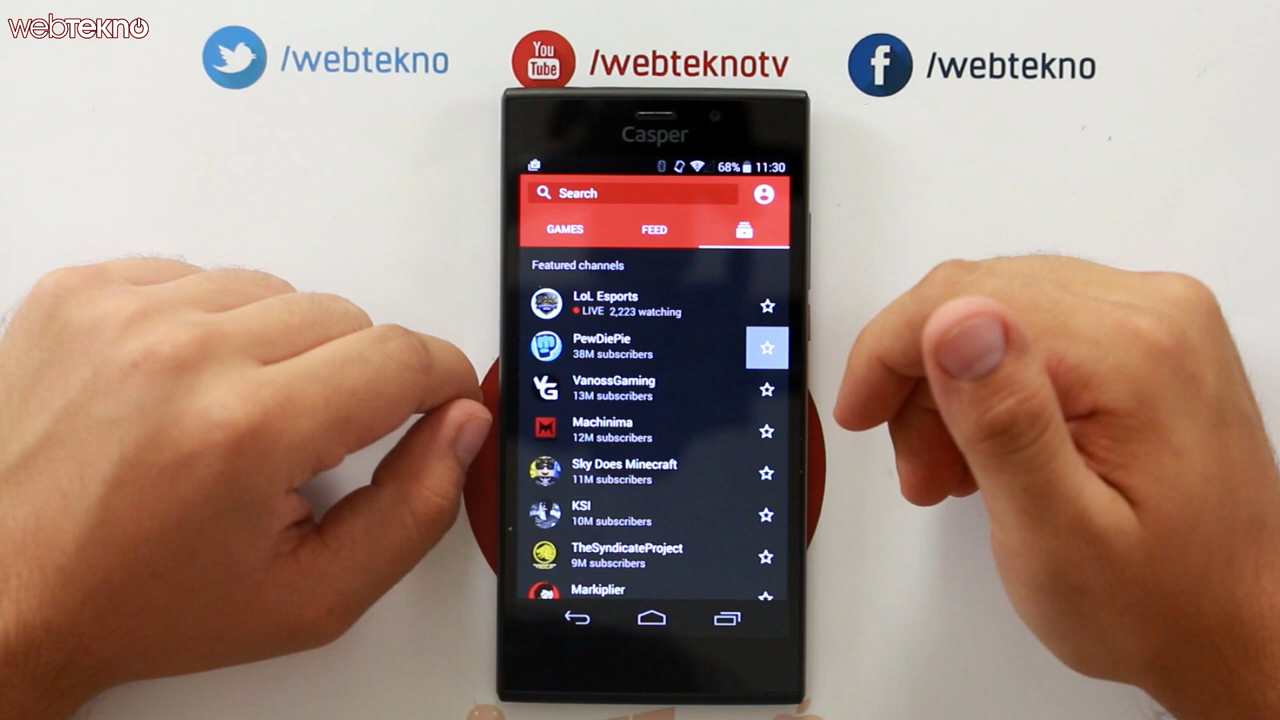 webtekno
/webtekno
You
Tube
/webteknotv
/webtekno
Casper
68% 11:30
Search
GAMES FEED
Featured channels
LoL Esports
LIVE 2,223 watching
PewDiePie
38M subscribers
VanossGaming
13M subscribers
Machinima
12M subscribers
Sky Does Minecraft
11M subscribers
KSI
10M subscribers
TheSyndicateProject
9M subscribers
Markiplier